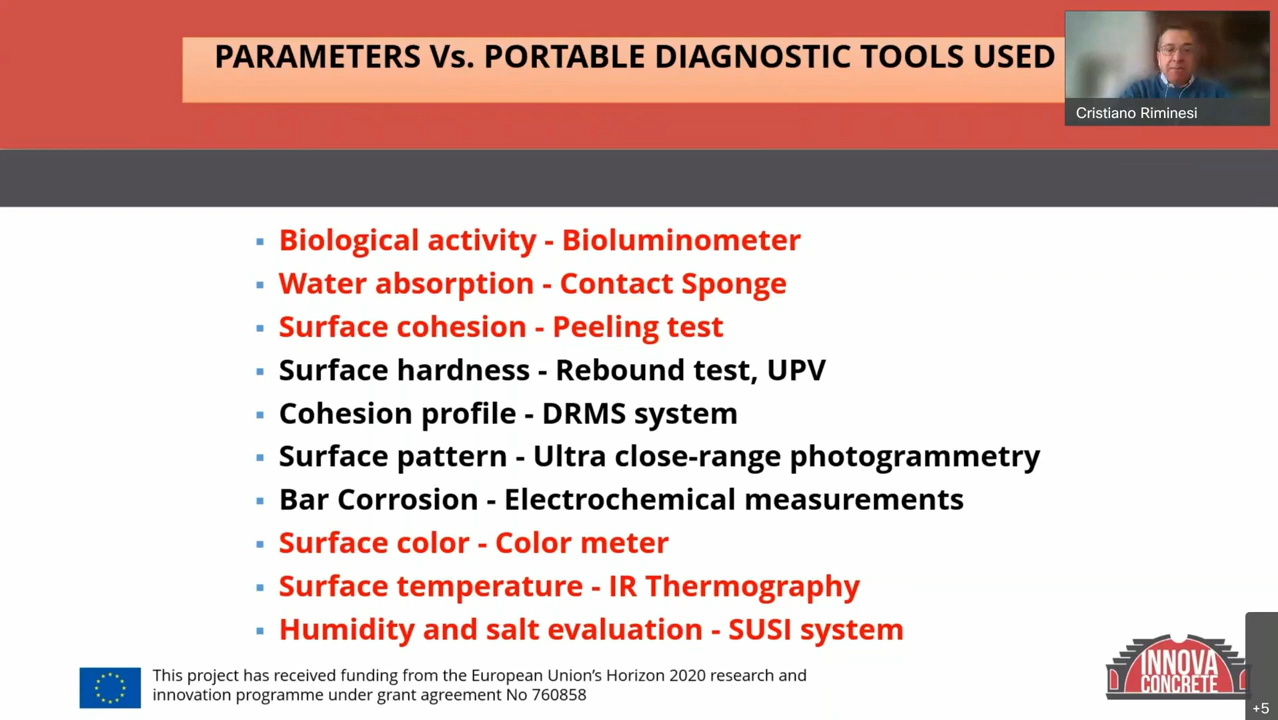 PARAMETERS Vs. PORTABLE DIAGNOSTIC TOOLS USED
Cristiano Riminesi
Biological activity - Bioluminometer
Water absorption - Contact Sponge
Surface cohesion - Peeling test
Surface hardness - Rebound test, UPV
Cohesion profile - DRMS system
Surface pattern - Ultra close-range photogrammetry
Bar Corrosion - Electrochemical measurements
Surface color - Color meter
Surface temperature - IR Thermography
Humidity and salt evaluation - SUSI system
This project has received funding from the European Union’s Horizon 2020 research and
innovation programme under grant agreement No 760858
INNOVA
CONCRETE
+5